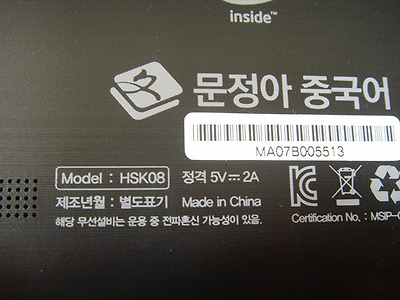 inside™
문정아 중국어
MA07B005513
Model : HSK08 정격 5V⎓2A
제조년월 : 별도표기 Made in China
해당 무선설비는 운용 중 전파혼신 가능성이 있음.
Certification No. : MSIP-